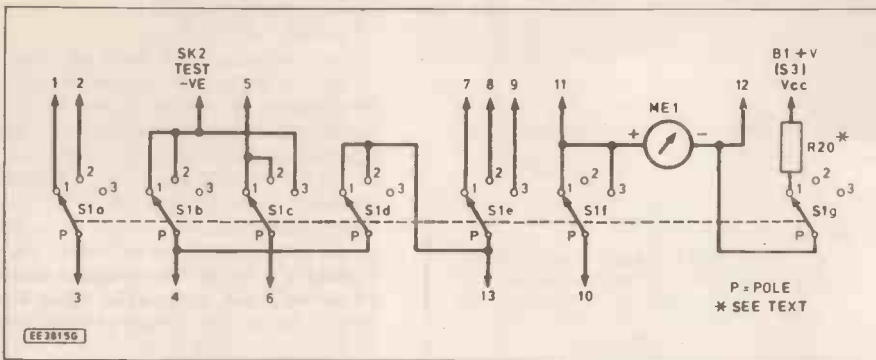 SK2
TEST
-VE
1 2
5
7 8 9
11
ME1
12
B1 +V
(S3)
Vcc
+ -
R20*
1 2 3
S1a
P
1 2 3
S1b
P
1 2 3
S1c
P
1 2 3
S1d
P
1 2 3
S1e
P
1 2 3
S1f
P
1 2 3
S1g
P
3
4
6
13
10
P = POLE
* SEE TEXT
EE3815G